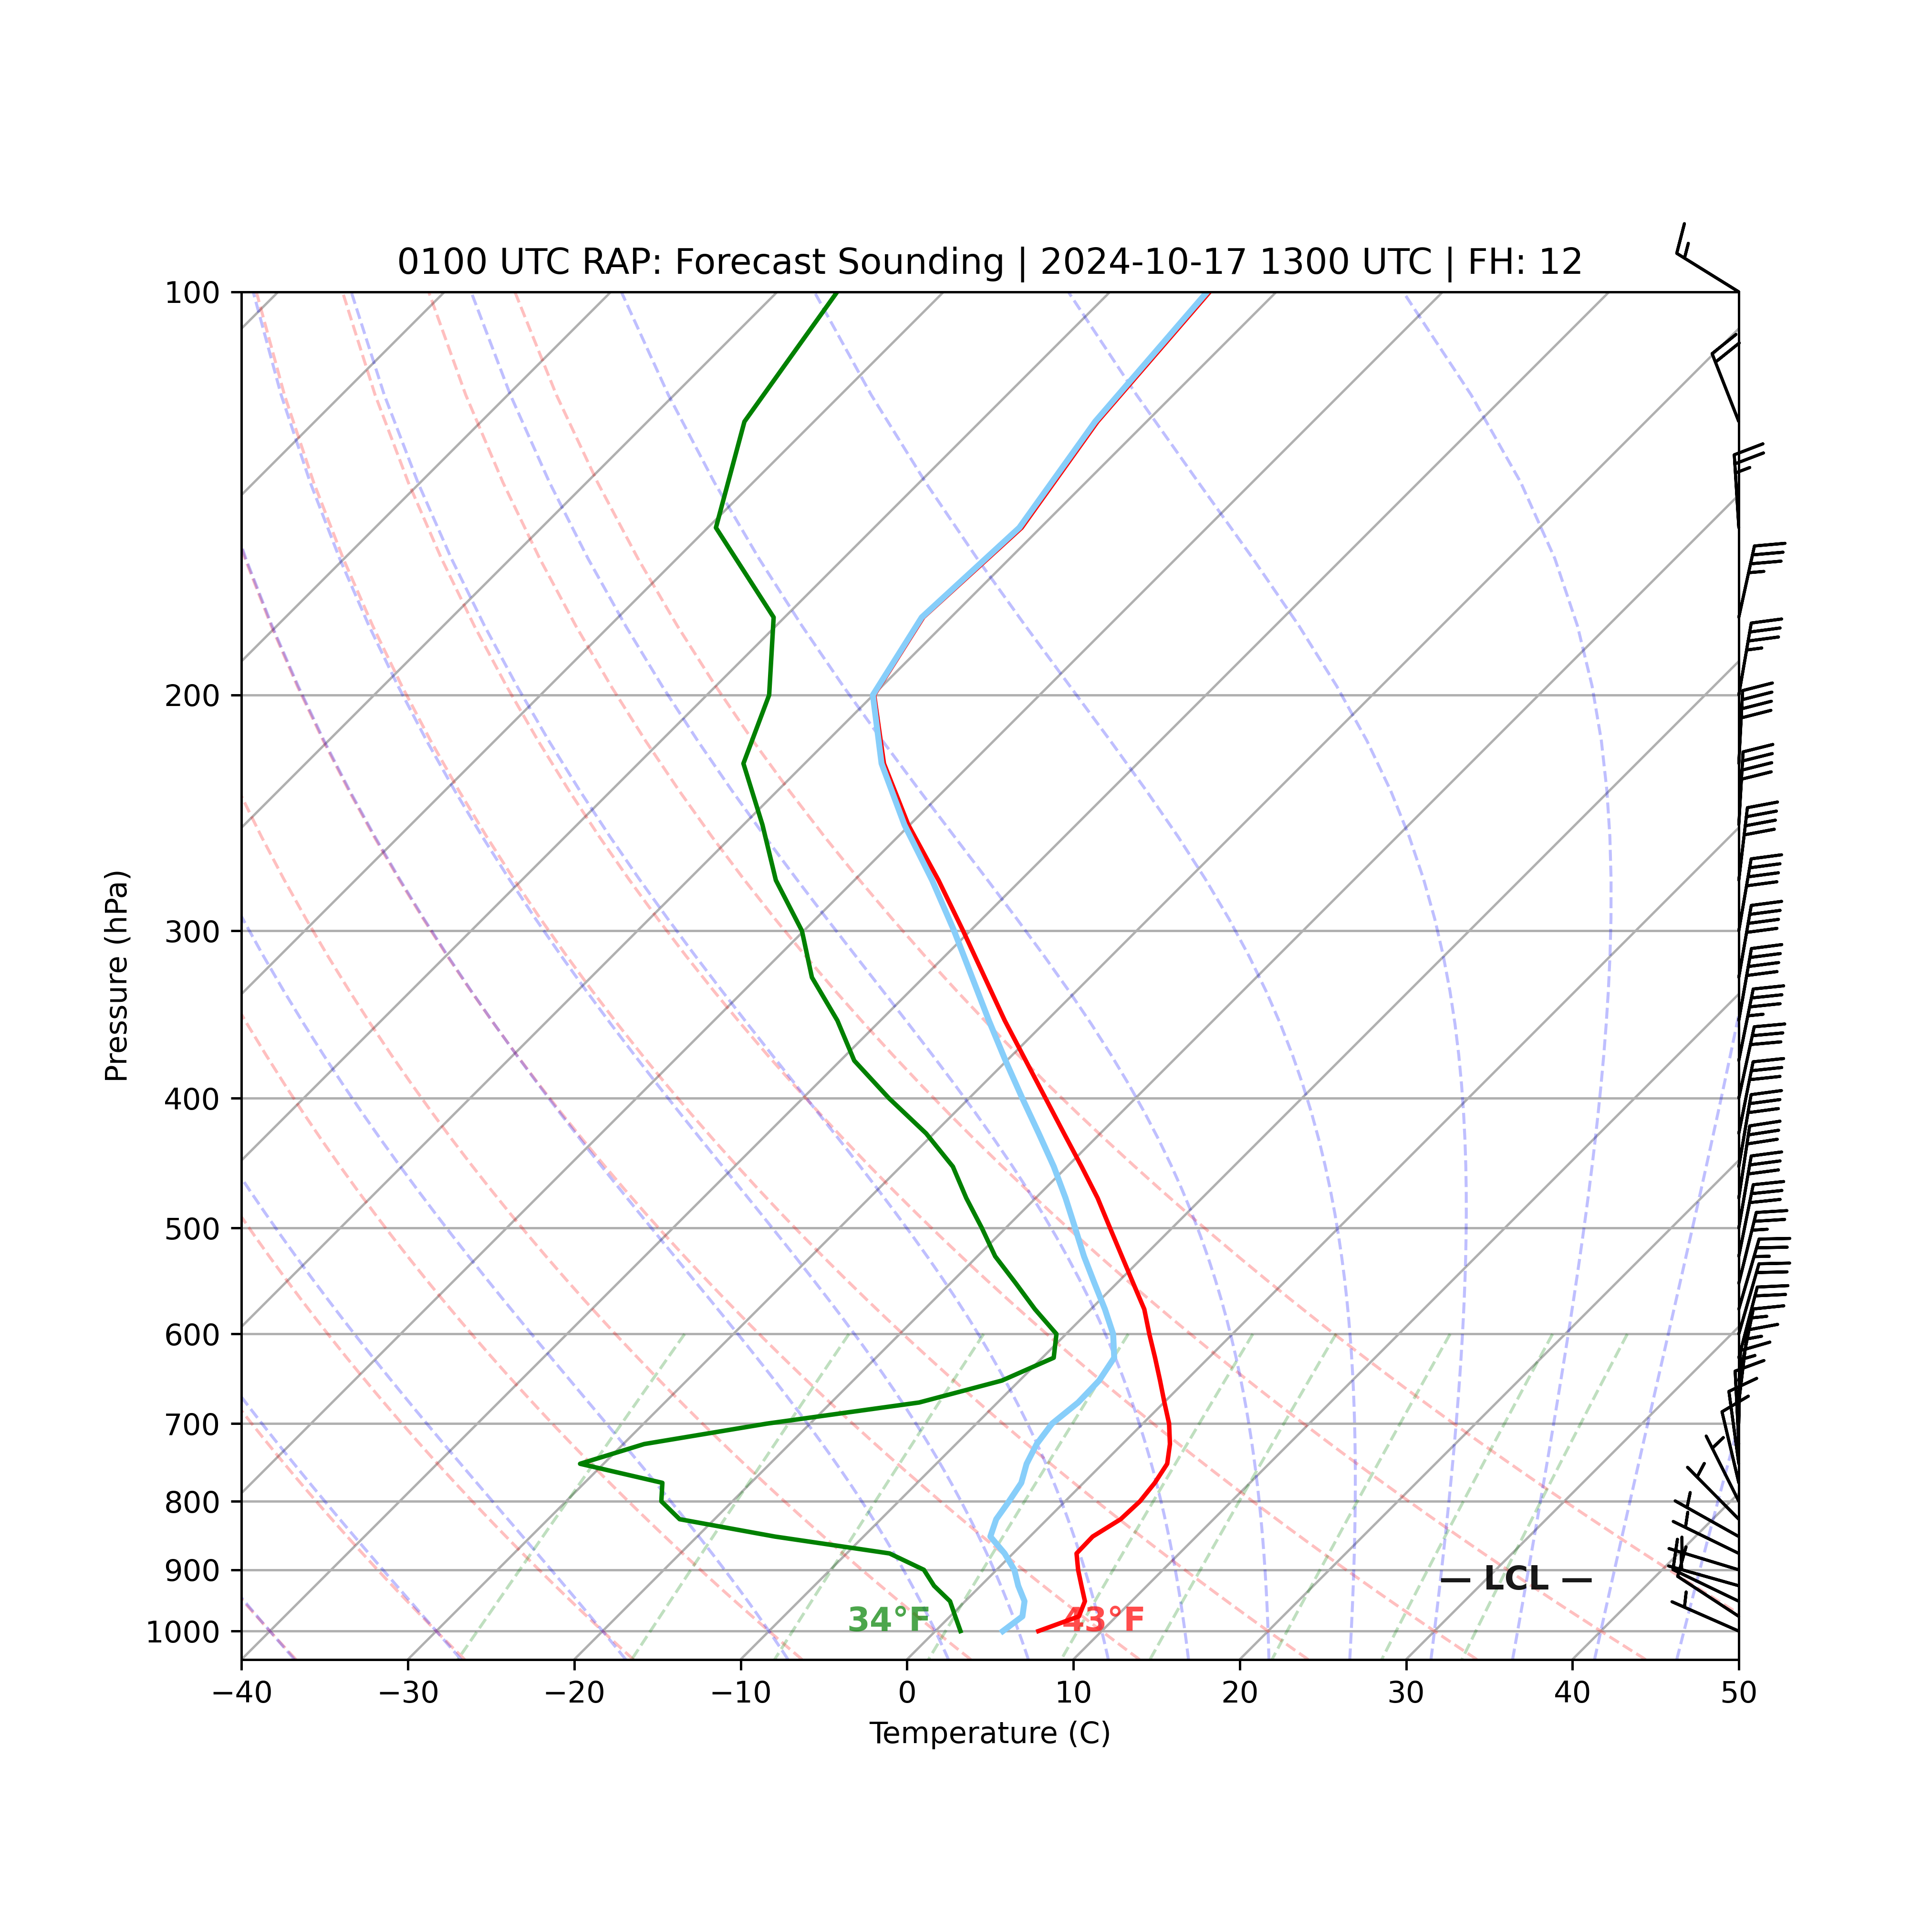 0100 UTC RAP: Forecast Sounding | 2024-10-17 1300 UTC | FH: 12
100
200
300
400
500
600
700
800
900
1000
Pressure (hPa)
— LCL —
34°F
43°F
−40 −30 −20 −10 0 10 20 30 40 50
Temperature (C)